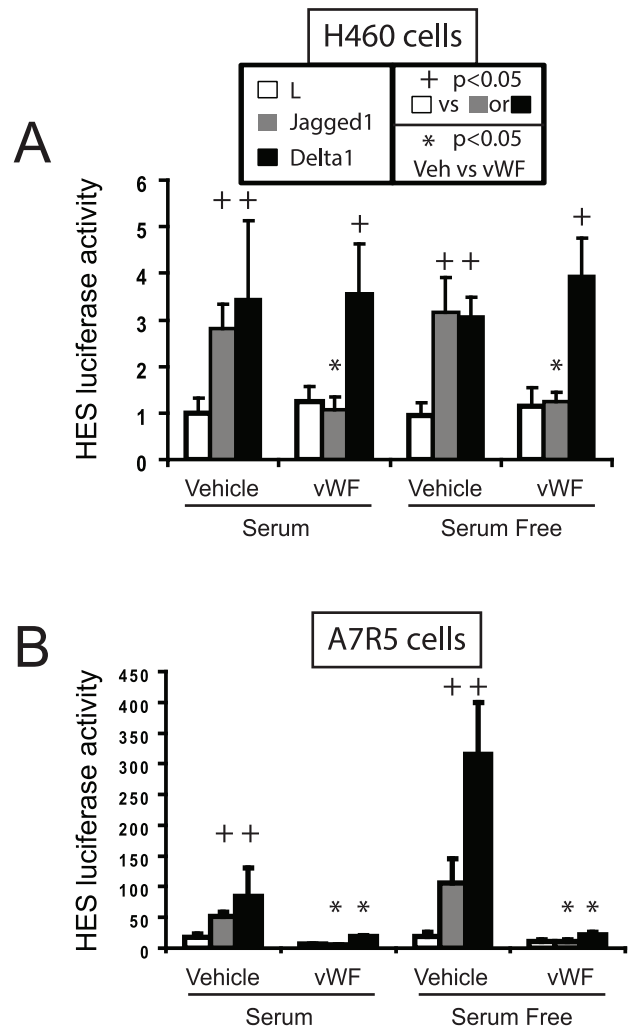 H460 cells
L
Jagged1
Delta1
+ p<0.05
vs or
* p<0.05
Veh vs vWF
A
HES luciferase activity
6
5
4
3
2
1
0
+ +
*
+
+ +
*
+
Vehicle vWF Vehicle vWF
Serum Serum Free
B
A7R5 cells
HES luciferase activity
450
400
350
300
250
200
150
100
50
0
+ +
* *
+ +
* *
Vehicle vWF Vehicle vWF
Serum Serum Free